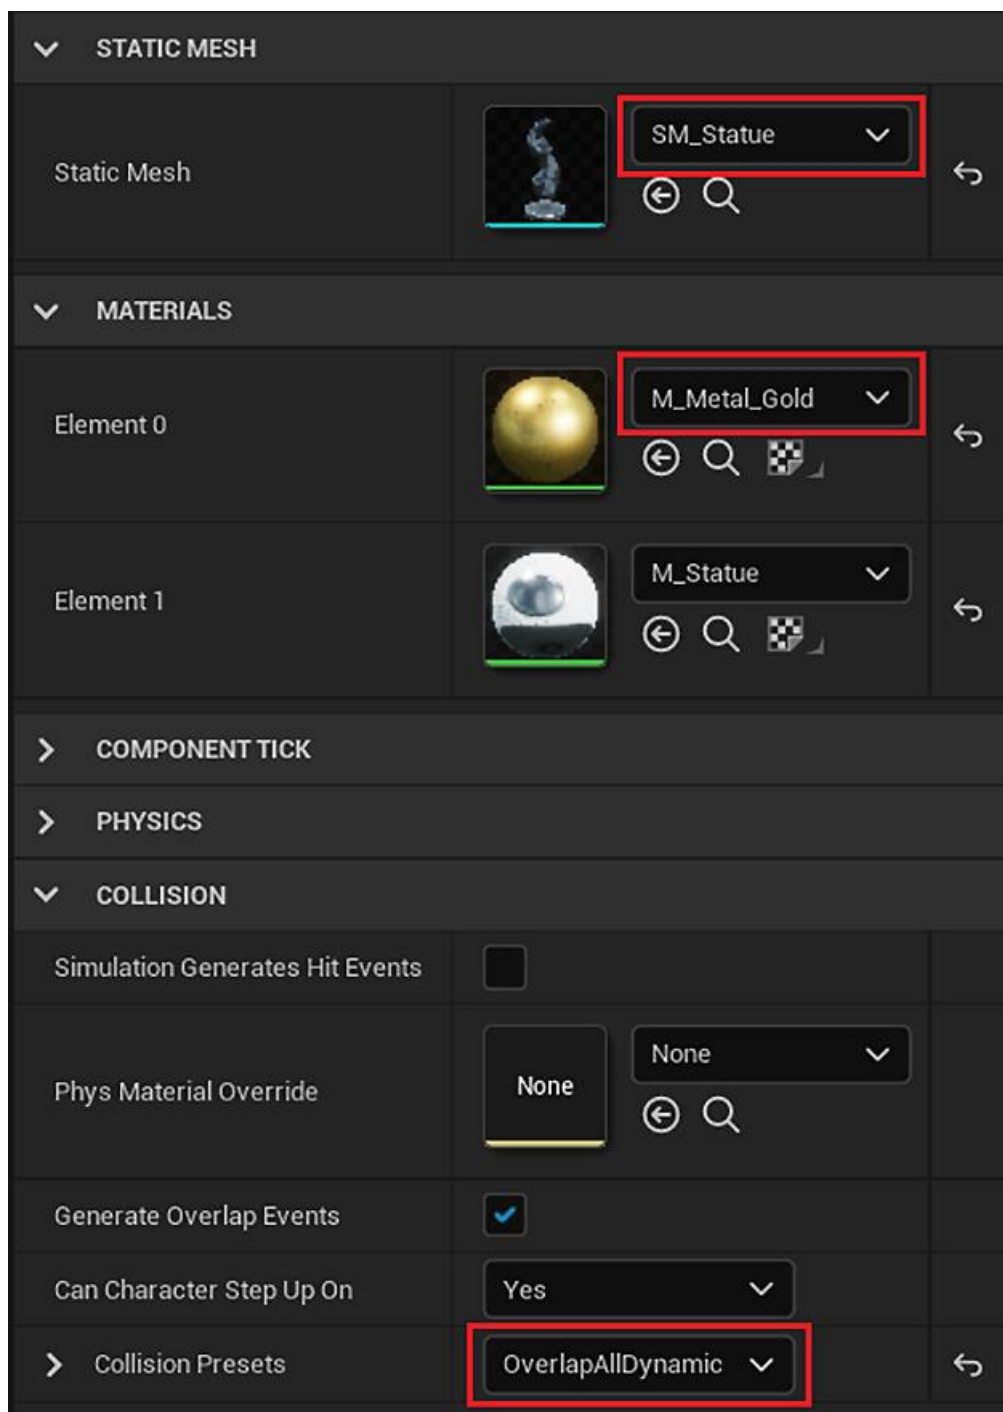 STATIC MESH
Static Mesh
SM_Statue
MATERIALS
Element 0
M_Metal_Gold
Element 1
M_Statue
COMPONENT TICK
PHYSICS
COLLISION
Simulation Generates Hit Events
Phys Material Override
None
None
Generate Overlap Events
Can Character Step Up On
Yes
Collision Presets
OverlapAllDynamic